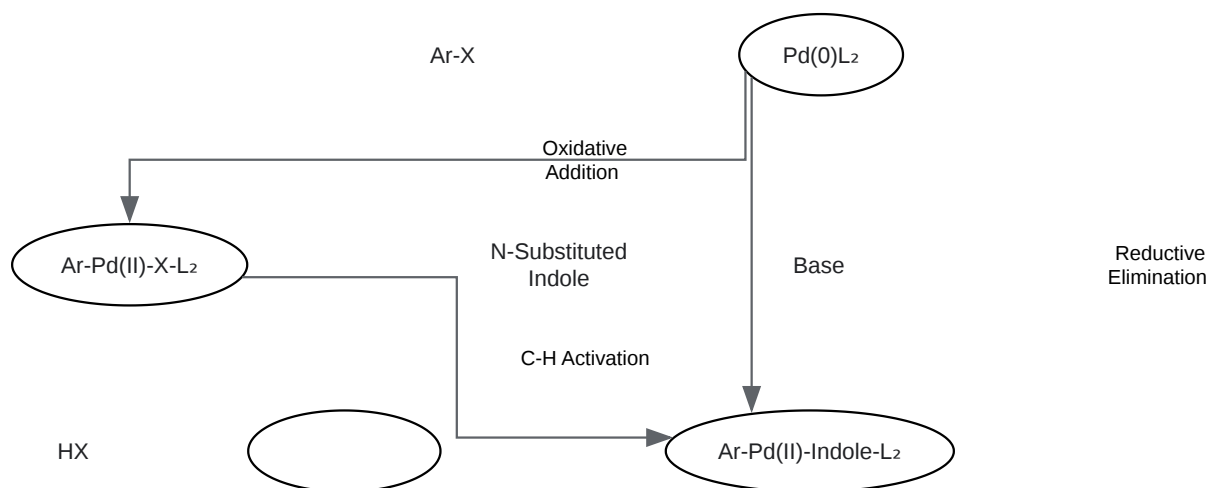 Ar-X
Pd(0)L₂
Oxidative
Addition
Ar-Pd(II)-X-L₂
N-Substituted
Indole
Base
Reductive
Elimination
C-H Activation
HX
Ar-Pd(II)-Indole-L₂